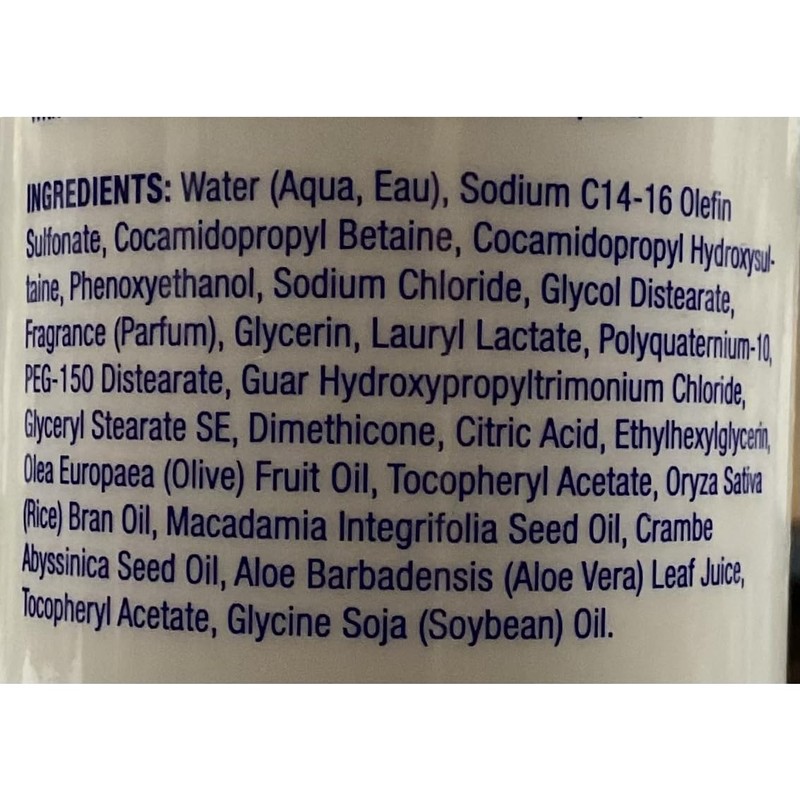 INGREDIENTS: Water (Aqua, Eau), Sodium C14-16 Olefin
Sulfonate, Cocamidopropyl Betaine, Cocamidopropyl Hydroxysul-
taine, Phenoxyethanol, Sodium Chloride, Glycol Distearate,
Fragrance (Parfum), Glycerin, Lauryl Lactate, Polyquaternium-10,
PEG-150 Distearate, Guar Hydroxypropyltrimonium Chloride,
Glyceryl Stearate SE, Dimethicone, Citric Acid, Ethylhexylglycerin,
Olea Europaea (Olive) Fruit Oil, Tocopheryl Acetate, Oryza Sativa
(Rice) Bran Oil, Macadamia Integrifolia Seed Oil, Crambe
Abyssinica Seed Oil, Aloe Barbadensis (Aloe Vera) Leaf Juice,
Tocopheryl Acetate, Glycine Soja (Soybean) Oil.